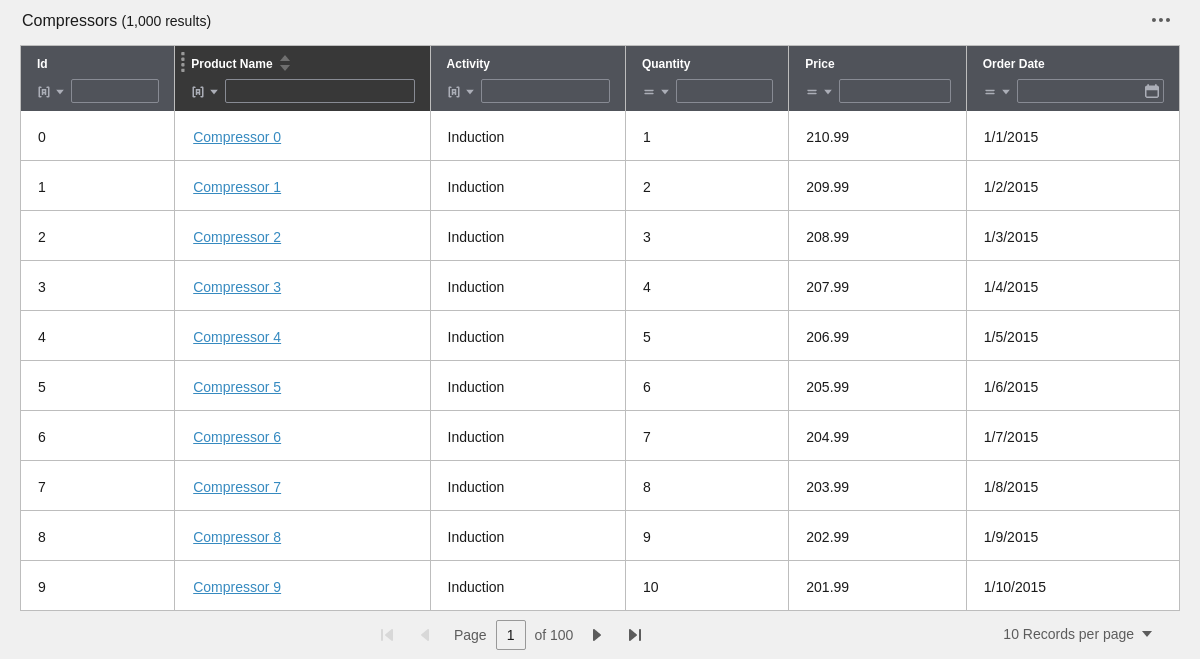 Compressors (1,000 results)
Id Product Name Activity Quantity Price Order Date
0 Compressor 0 Induction 1 210.99 1/1/2015
1 Compressor 1 Induction 2 209.99 1/2/2015
2 Compressor 2 Induction 3 208.99 1/3/2015
3 Compressor 3 Induction 4 207.99 1/4/2015
4 Compressor 4 Induction 5 206.99 1/5/2015
5 Compressor 5 Induction 6 205.99 1/6/2015
6 Compressor 6 Induction 7 204.99 1/7/2015
7 Compressor 7 Induction 8 203.99 1/8/2015
8 Compressor 8 Induction 9 202.99 1/9/2015
9 Compressor 9 Induction 10 201.99 1/10/2015
Page 1 of 100 10 Records per page